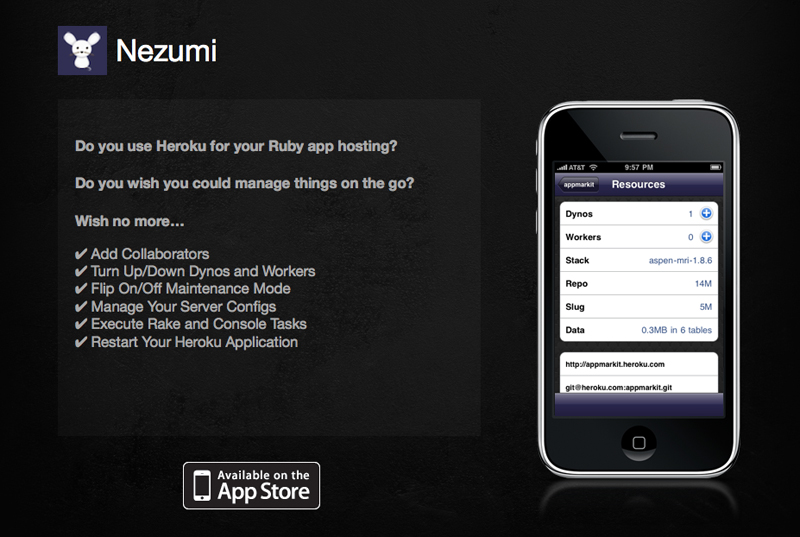 Nezumi
Do you use Heroku for your Ruby app hosting?
Do you wish you could manage things on the go?
Wish no more...
✔ Add Collaborators
✔ Turn Up/Down Dynos and Workers
✔ Flip On/Off Maintenance Mode
✔ Manage Your Server Configs
✔ Execute Rake and Console Tasks
✔ Restart Your Heroku Application
Available on the
App Store
AT&T 9:57 PM
appmarkit Resources
Dynos 1
Workers 0
Stack aspen-mri-1.8.6
Repo 14M
Slug 5M
Data 0.3MB in 6 tables
http://appmarkit.heroku.com
git@heroku.com:appmarkit.git